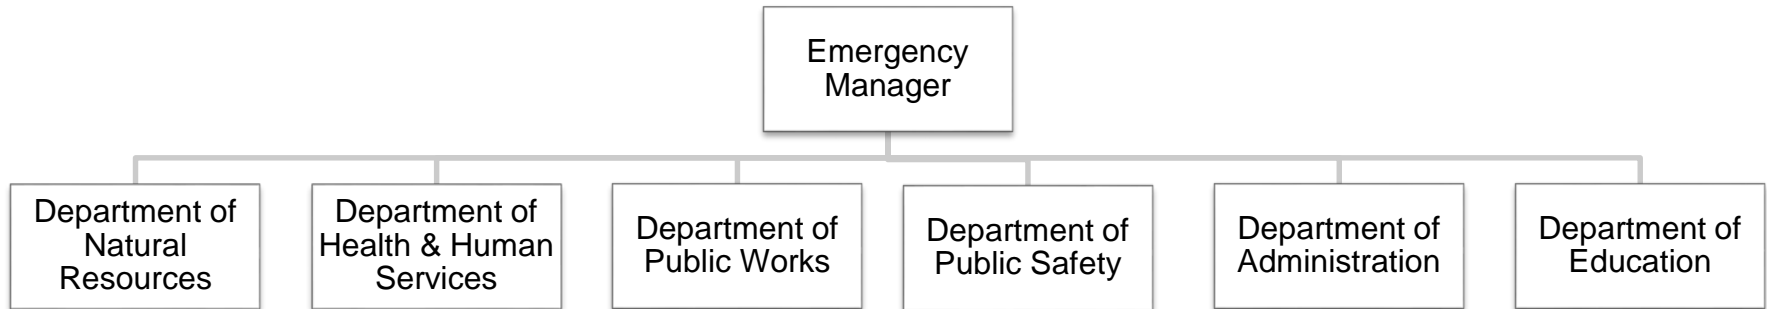 Emergency
Manager
Department of
Natural
Resources
Department of
Health & Human
Services
Department of
Public Works
Department of
Public Safety
Department of
Administration
Department of
Education